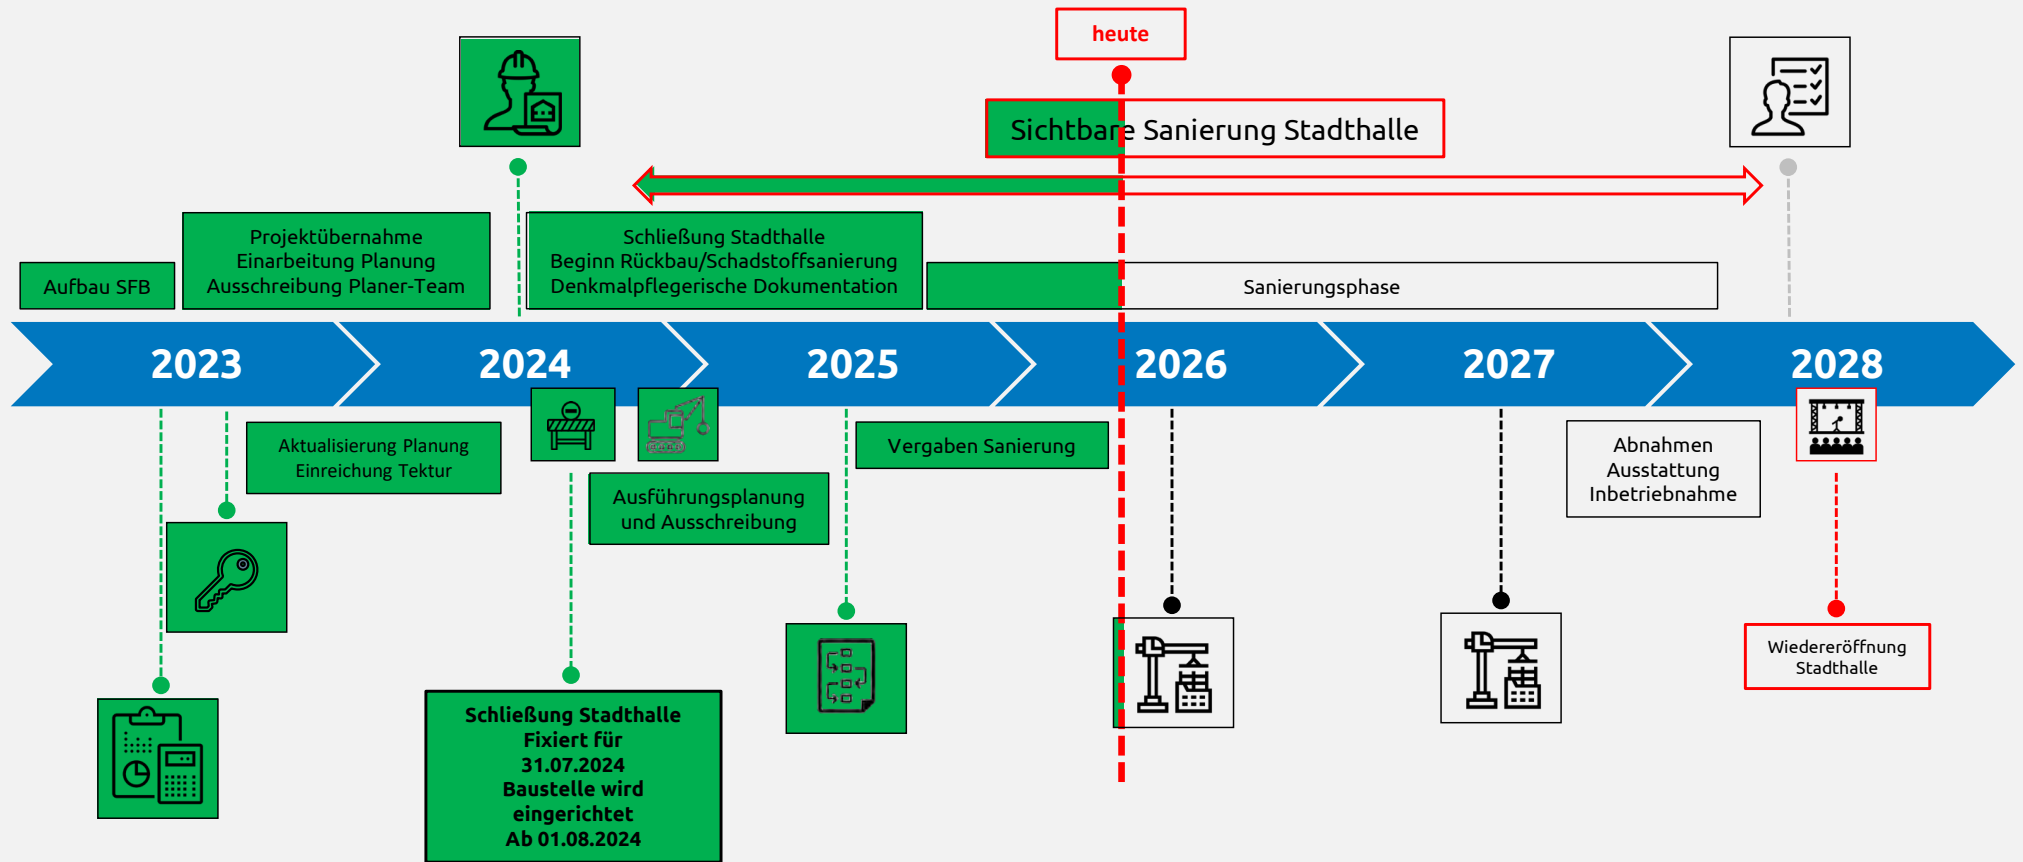 heute
Sichtbare Sanierung Stadthalle
Aufbau SFB
Projektübernahme
Einarbeitung Planung
Ausschreibung Planer-Team
Schließung Stadthalle
Beginn Rückbau/Schadstoffsanierung
Denkmalpflegerische Dokumentation
Sanierungsphase
2023
2024
2025
2026
2027
2028
Aktualisierung Planung
Einreichung Tektur
Ausführungsplanung
und Ausschreibung
Vergaben Sanierung
Abnahmen
Ausstattung
Inbetriebnahme
Schließung Stadthalle
Fixiert für
31.07.2024
Baustelle wird
eingerichtet
Ab 01.08.2024
Wiedereröffnung
Stadthalle